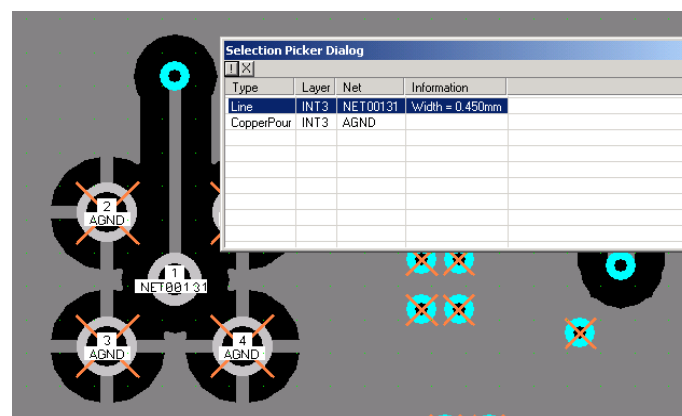 Selection Picker Dialog
Type Layer Net Information
Line INT3 NET00131 Width = 0.450mm
CopperPour INT3 AGND
2
AGND
1
NET00131
3
AGND
4
AGND